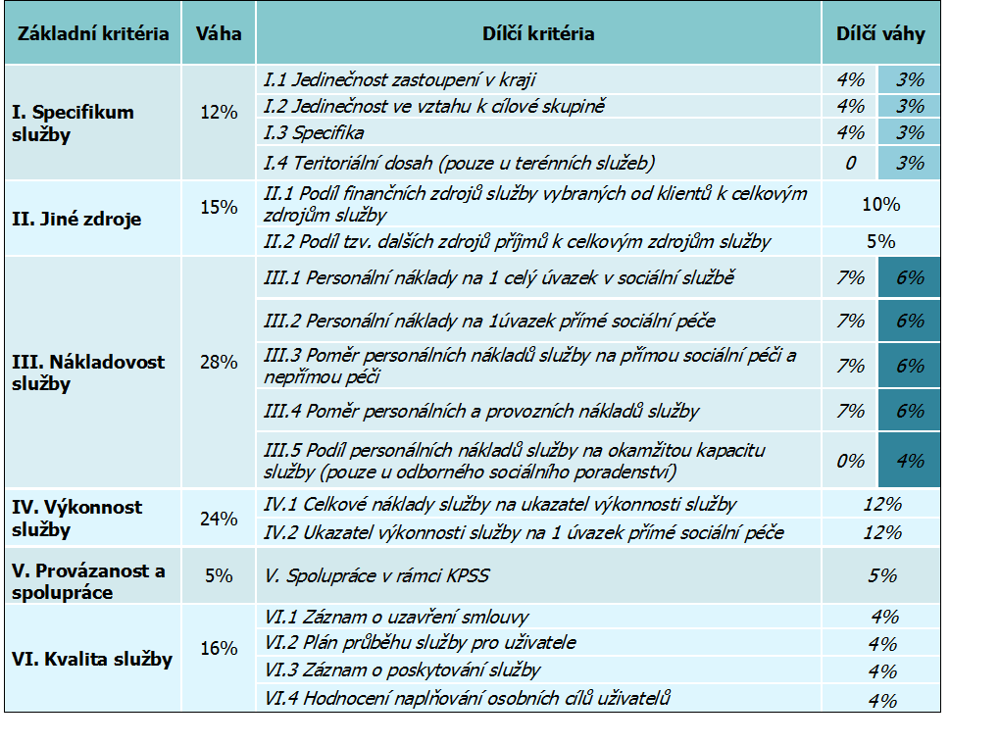 Základní kritéria Váha Dílčí kritéria Dílčí váhy
I. Specifikum
služby
12%
I.1 Jedinečnost zastoupení v kraji 4% 3%
I.2 Jedinečnost ve vztahu k cílové skupině 4% 3%
I.3 Specifika 4% 3%
I.4 Teritoriální dosah (pouze u terénních služeb) 0 3%
II. Jiné zdroje
15%
II.1 Podíl finančních zdrojů služby vybraných od klientů k celkovým
zdrojům služby
10%
II.2 Podíl tzv. dalších zdrojů příjmů k celkovým zdrojům služby 5%
III. Nákladovost
služby
28%
III.1 Personální náklady na 1 celý úvazek v sociální službě 7% 6%
III.2 Personální náklady na 1úvazek přímé sociální péče 7% 6%
III.3 Poměr personálních nákladů služby na přímou sociální péči a
nepřímou péči
7% 6%
III.4 Poměr personálních a provozních nákladů služby 7% 6%
III.5 Podíl personálních nákladů služby na okamžitou kapacitu
služby (pouze u odborného sociálního poradenství)
0% 4%
IV. Výkonnost
služby
24%
IV.1 Celkové náklady služby na ukazatel výkonnosti služby 12%
IV.2 Ukazatel výkonnosti služby na 1 úvazek přímé sociální péče 12%
V. Provázanost a
spolupráce
5%
V. Spolupráce v rámci KPSS 5%
VI. Kvalita služby
16%
VI.1 Záznam o uzavření smlouvy 4%
VI.2 Plán průběhu služby pro uživatele 4%
VI.3 Záznam o poskytování služby 4%
VI.4 Hodnocení naplňování osobních cílů uživatelů 4%